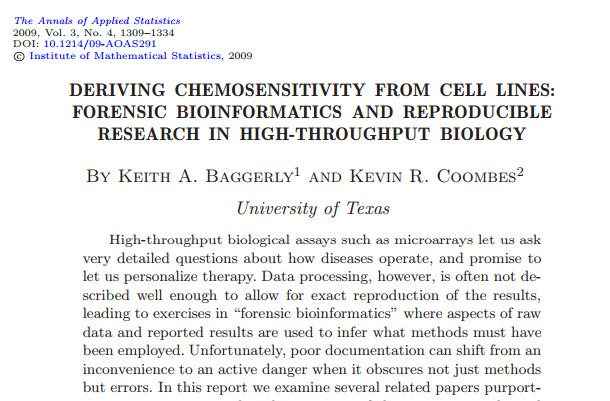 The Annals of Applied Statistics
2009, Vol. 3, No. 4, 1309–1334
DOI: 10.1214/09-AOAS291
© Institute of Mathematical Statistics, 2009
DERIVING CHEMOSENSITIVITY FROM CELL LINES:
FORENSIC BIOINFORMATICS AND REPRODUCIBLE
RESEARCH IN HIGH-THROUGHPUT BIOLOGY
By Keith A. Baggerly1 and Kevin R. Coombes2
University of Texas
High-throughput biological assays such as microarrays let us ask
very detailed questions about how diseases operate, and promise to
let us personalize therapy. Data processing, however, is often not de-
scribed well enough to allow for exact reproduction of the results,
leading to exercises in “forensic bioinformatics” where aspects of raw
data and reported results are used to infer what methods must have
been employed. Unfortunately, poor documentation can shift from an
inconvenience to an active danger when it obscures not just methods
but errors. In this report we examine several related papers purport-